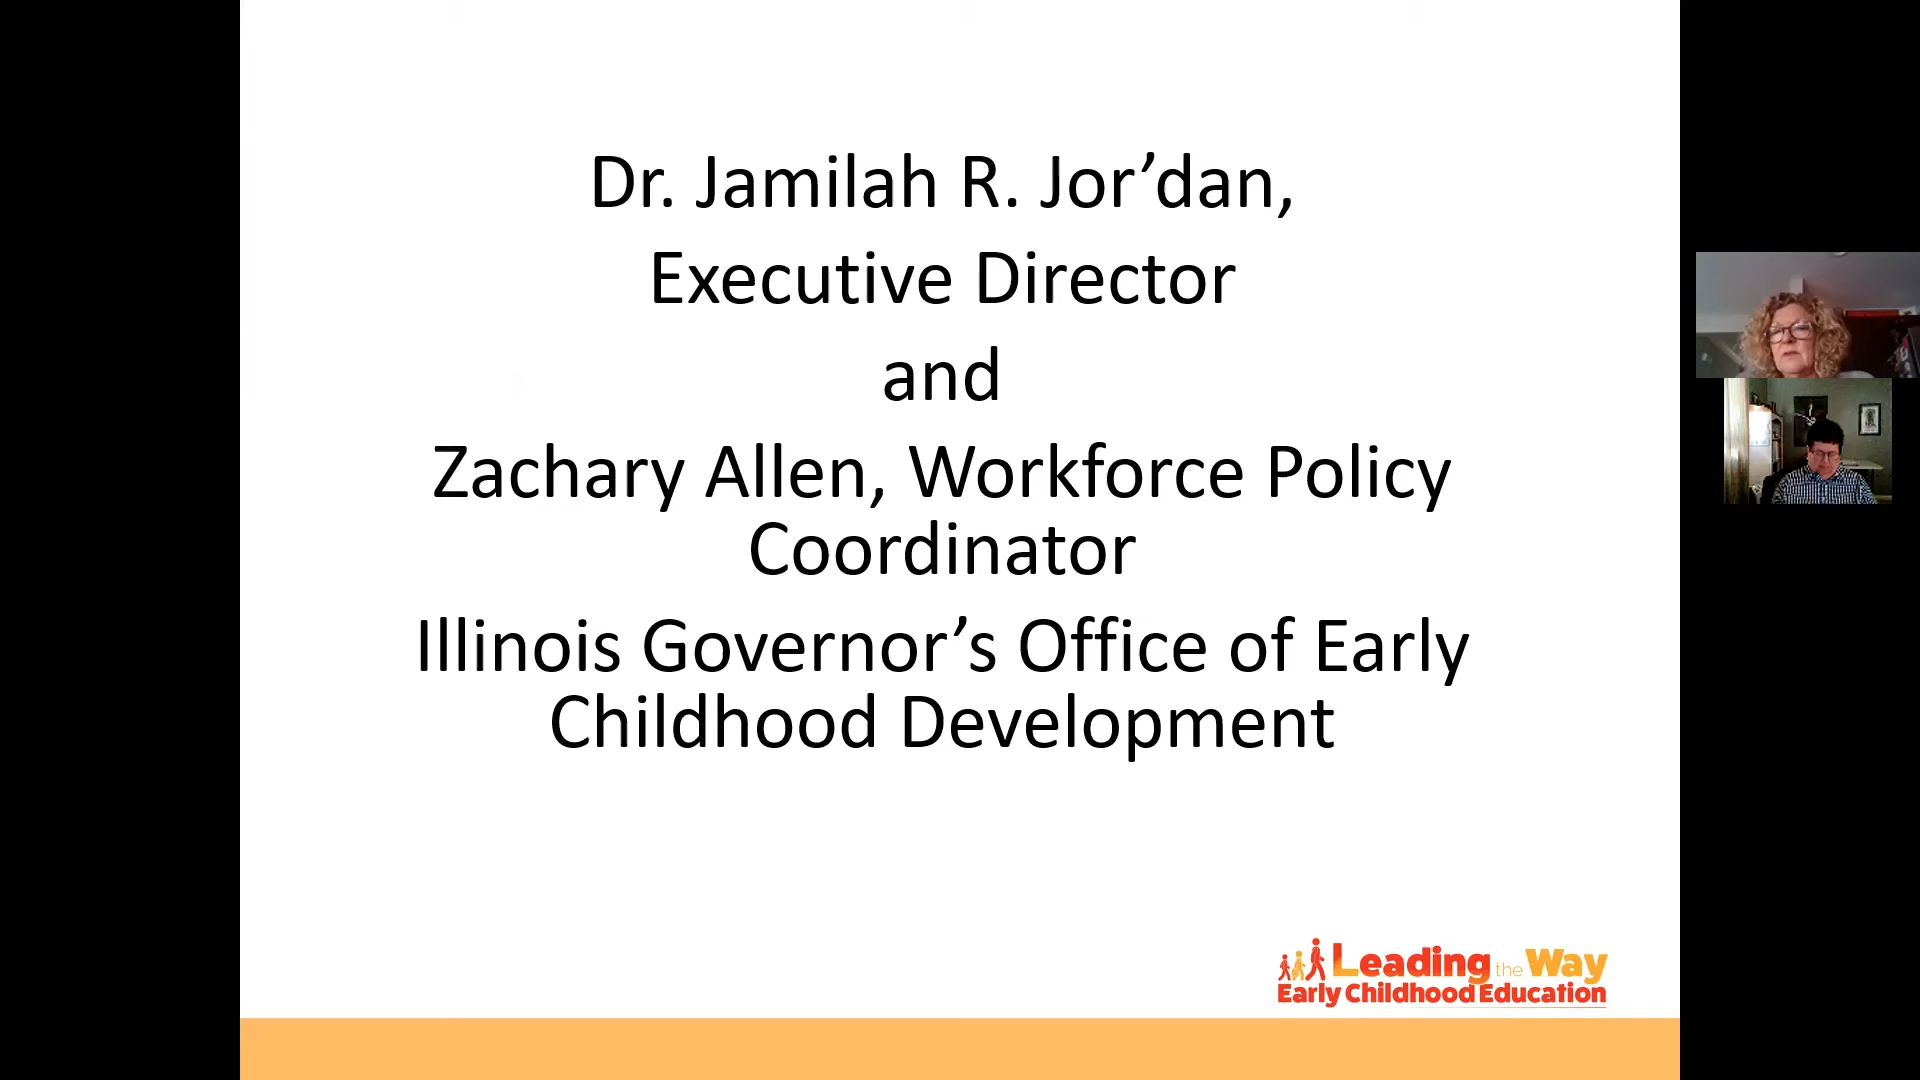 Dr. Jamilah R. Jor’dan,
Executive Director
and
Zachary Allen, Workforce Policy
Coordinator
Illinois Governor’s Office of Early
Childhood Development
Leading the Way
Early Childhood Education